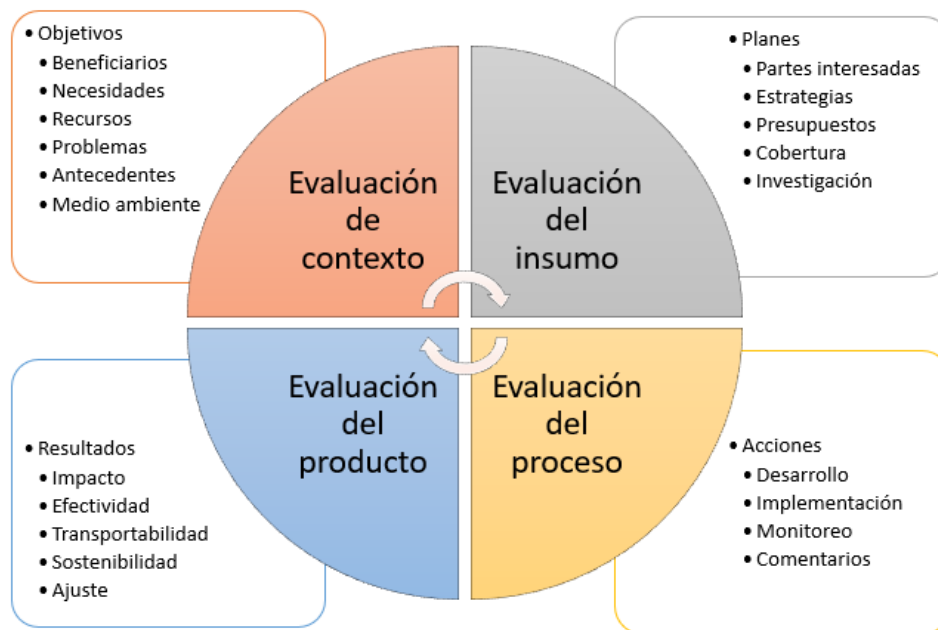 • Objetivos
• Beneficiarios
• Necesidades
• Recursos
• Problemas
• Antecedentes
• Medio ambiente
Evaluación
de
contexto
• Planes
• Partes interesadas
• Estrategias
• Presupuestos
• Cobertura
• Investigación
Evaluación
del
insumo
• Resultados
• Impacto
• Efectividad
• Transportabilidad
• Sostenibilidad
• Ajuste
Evaluación
del
producto
Evaluación
del
proceso
• Acciones
• Desarrollo
• Implementación
• Monitoreo
• Comentarios